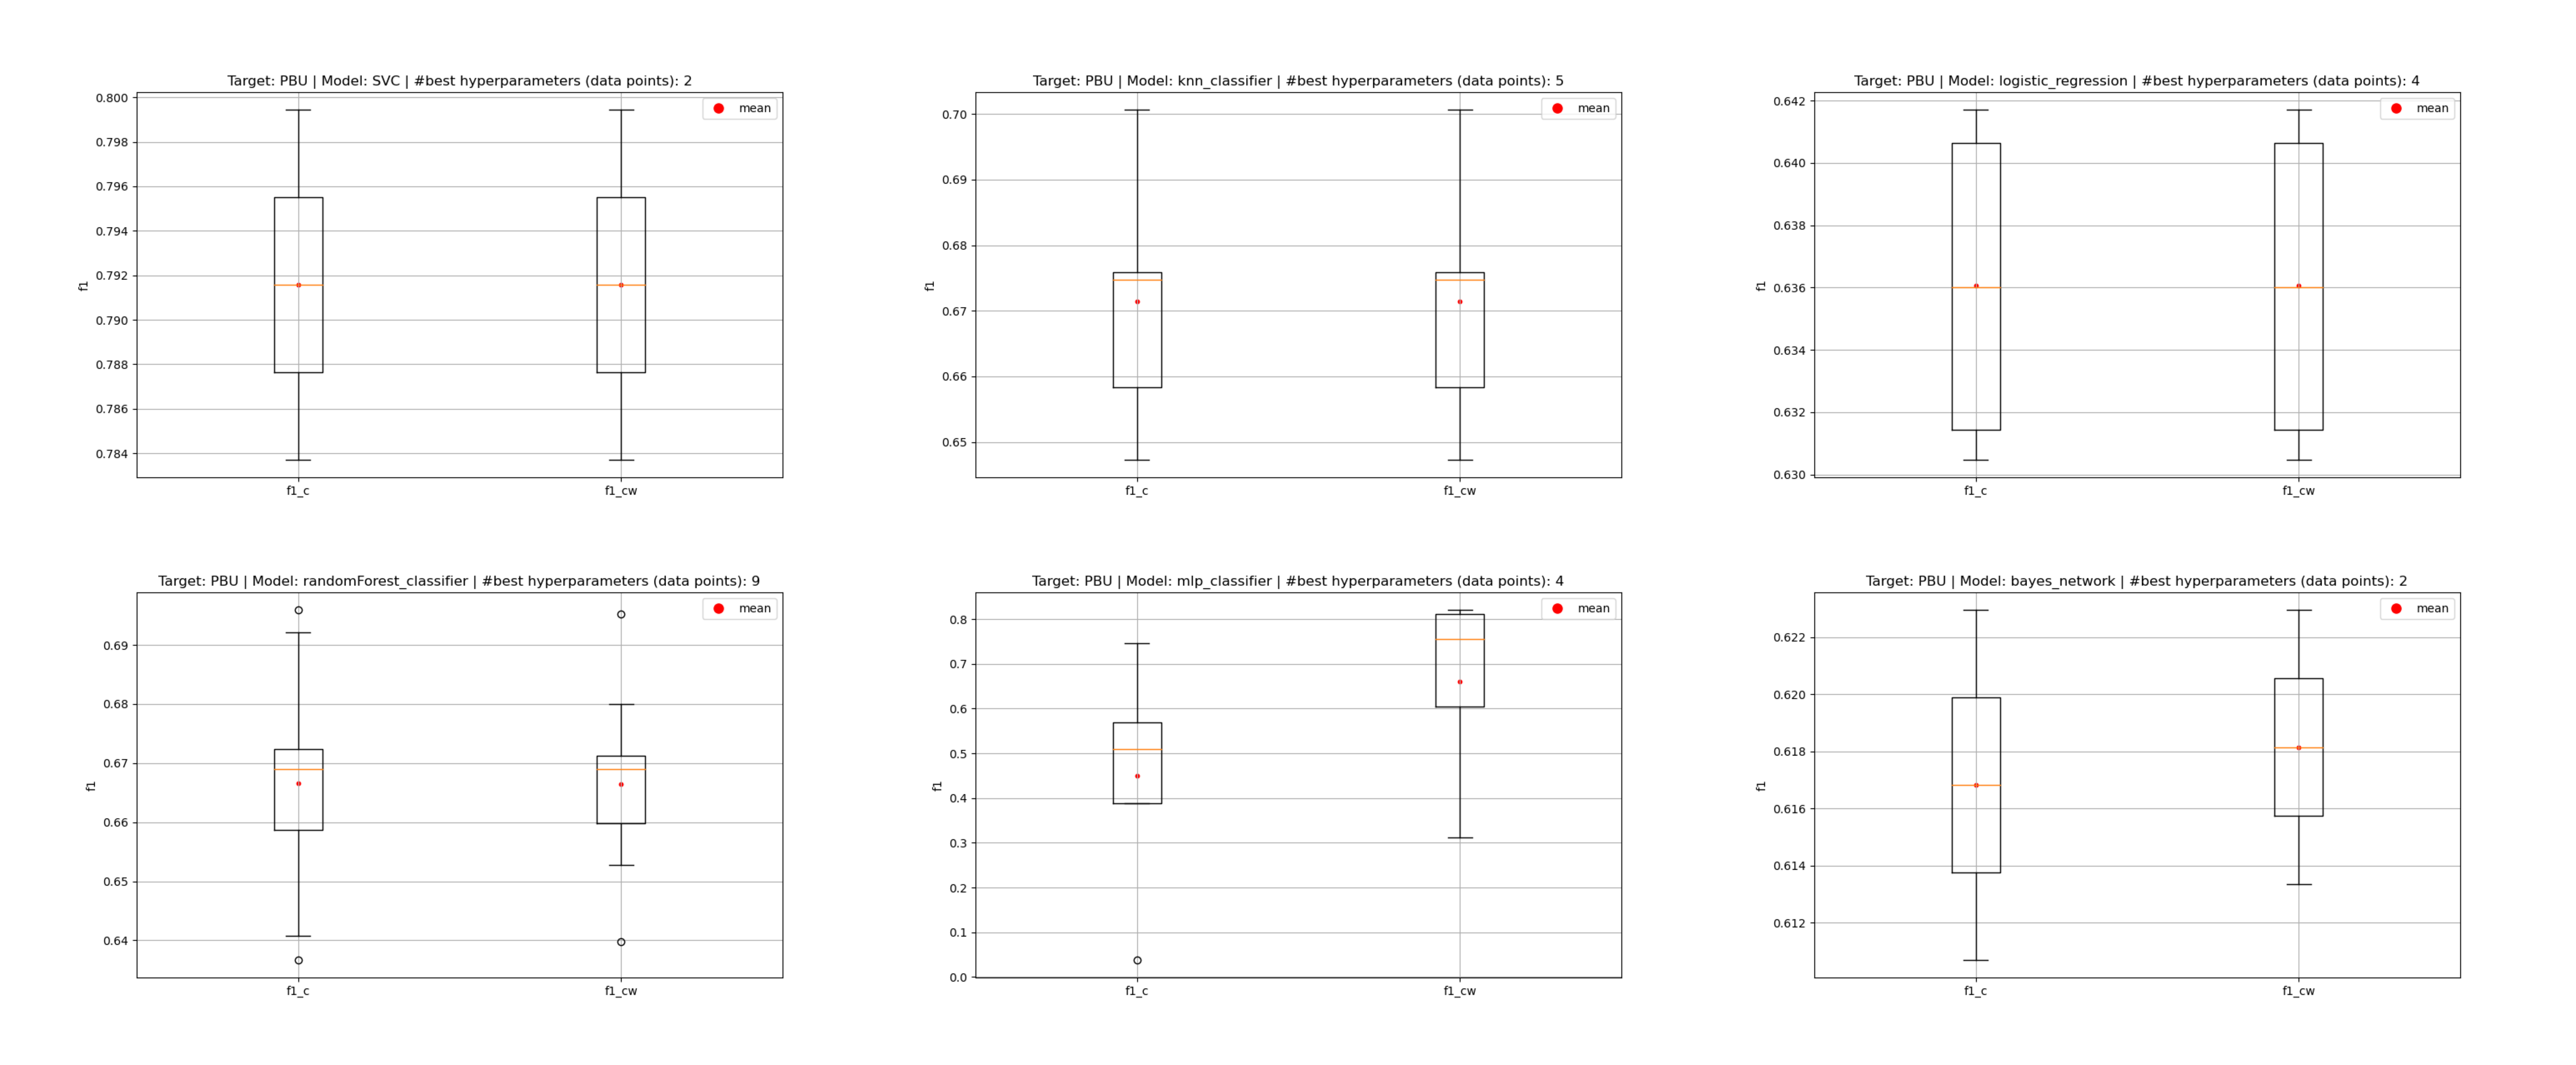 Target: PBU | Model: SVC | #best hyperparameters (data points): 2
mean
0.800
0.798
0.796
0.794
0.792
0.790
0.788
0.786
0.784
f1
f1_c
f1_cw
Target: PBU | Model: knn_classifier | #best hyperparameters (data points): 5
mean
0.70
0.69
0.68
0.67
0.66
0.65
f1
f1_c
f1_cw
Target: PBU | Model: logistic_regression | #best hyperparameters (data points): 4
mean
0.642
0.640
0.638
0.636
0.634
0.632
0.630
f1
f1_c
f1_cw
Target: PBU | Model: randomForest_classifier | #best hyperparameters (data points): 9
mean
0.69
0.68
0.67
0.66
0.65
0.64
f1
f1_c
f1_cw
Target: PBU | Model: mlp_classifier | #best hyperparameters (data points): 4
mean
0.8
0.7
0.6
0.5
0.4
0.3
0.2
0.1
0.0
f1
f1_c
f1_cw
Target: PBU | Model: bayes_network | #best hyperparameters (data points): 2
mean
0.622
0.620
0.618
0.616
0.614
0.612
f1
f1_c
f1_cw